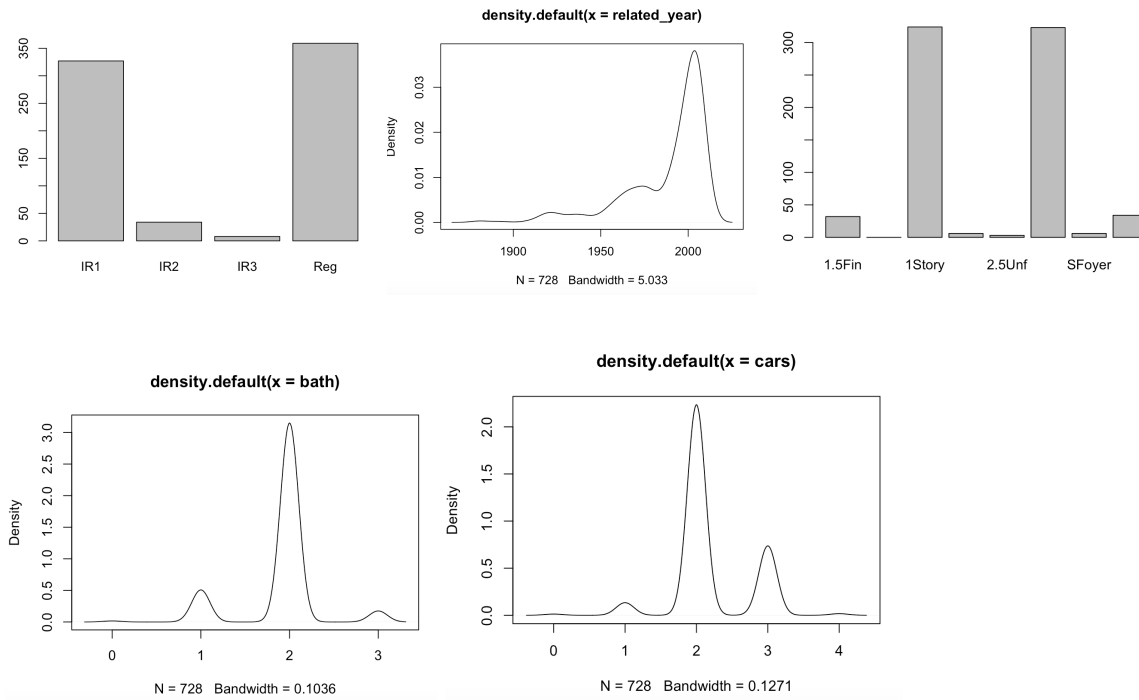 density.default(x = related_year)
350
250
150
50
0
IR1 IR2 IR3 Reg
Density
0.03
0.02
0.01
0.00
1900 1950 2000
N = 728 Bandwidth = 5.033
300
200
100
50
0
1.5Fin 1Story 2.5Unf SFoyer
density.default(x = bath)
Density
3.0
2.5
2.0
1.5
1.0
0.5
0.0
0 1 2 3
N = 728 Bandwidth = 0.1036
density.default(x = cars)
Density
2.0
1.5
1.0
0.5
0.0
0 1 2 3 4
N = 728 Bandwidth = 0.1271